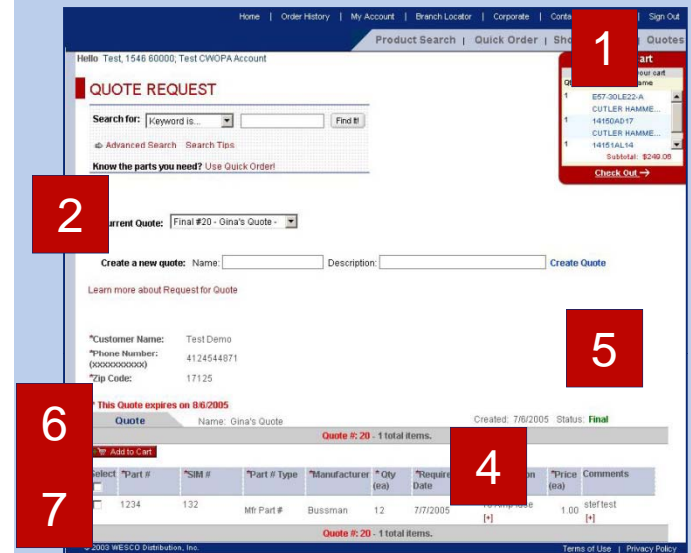 Home | Order History | My Account | Branch Locator | Corporate | | Sign Out
Product Search | Quick Order | Quotes
1
Hello Test, 1546 60000; Test CWOPA Account
QUOTE REQUEST
your cart
1 E57-30LE22-A
CUTLER HAMME...
1 14150AD17
CUTLER HAMME...
1 14151AL14
Subtotal: $249.06
Check Out →
Search for: Keyword is... Find It!
Advanced Search Search Tips
Know the parts you need? Use Quick Order!
2
Current Quote: Final #20 - Gina's Quote -
Create a new quote: Name: Description: Create Quote
Learn more about Request for Quote
5
*Customer Name: Test Demo
*Phone Number: 4124544871
(xxxxxxxxxx)
*Zip Code: 17125
* This Quote expires on 8/6/2005
6
Quote Name: Gina's Quote Created: 7/6/2005 Status: Final
Quote #: 20 - 1 total items.
Add to Cart
4
Select *Part # *SIM # *Part # Type *Manufacturer *Qty (ea) *Require Date *Price (ea) Comments
7
1234 132 Mfr Part # Bussman 12 7/7/2005 [+] 1.00 stef test [+]
Quote #: 20 - 1 total items.
© 2003 WESCO Distribution, Inc. Terms of Use | Privacy Policy